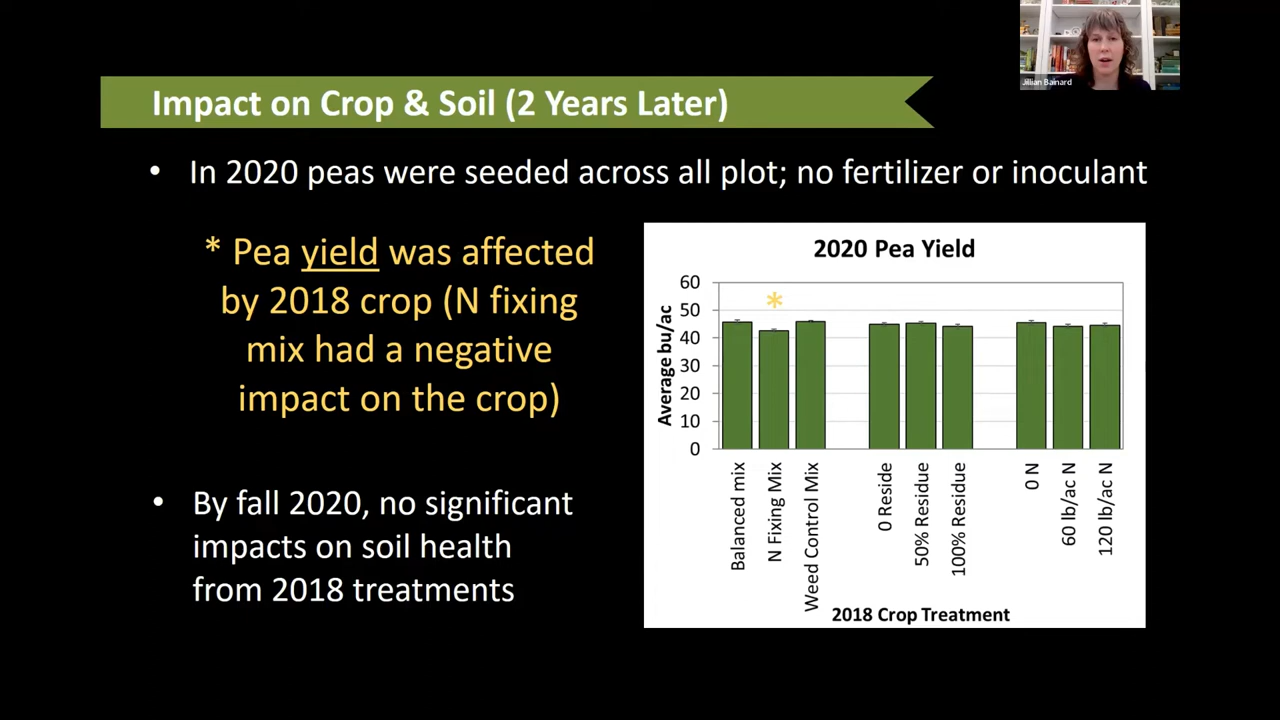 Jillian Bainard
Impact on Crop & Soil (2 Years Later)
• In 2020 peas were seeded across all plot; no fertilizer or inoculant
* Pea yield was affected
by 2018 crop (N fixing
mix had a negative
impact on the crop)
• By fall 2020, no significant
impacts on soil health
from 2018 treatments
2020 Pea Yield
Average bu/ac
60
50
40
30
20
10
0
*
Balanced mix
N Fixing Mix
Weed Control Mix
0 Reside
50% Residue
100% Residue
0 N
60 lb/ac N
120 lb/ac N
2018 Crop Treatment